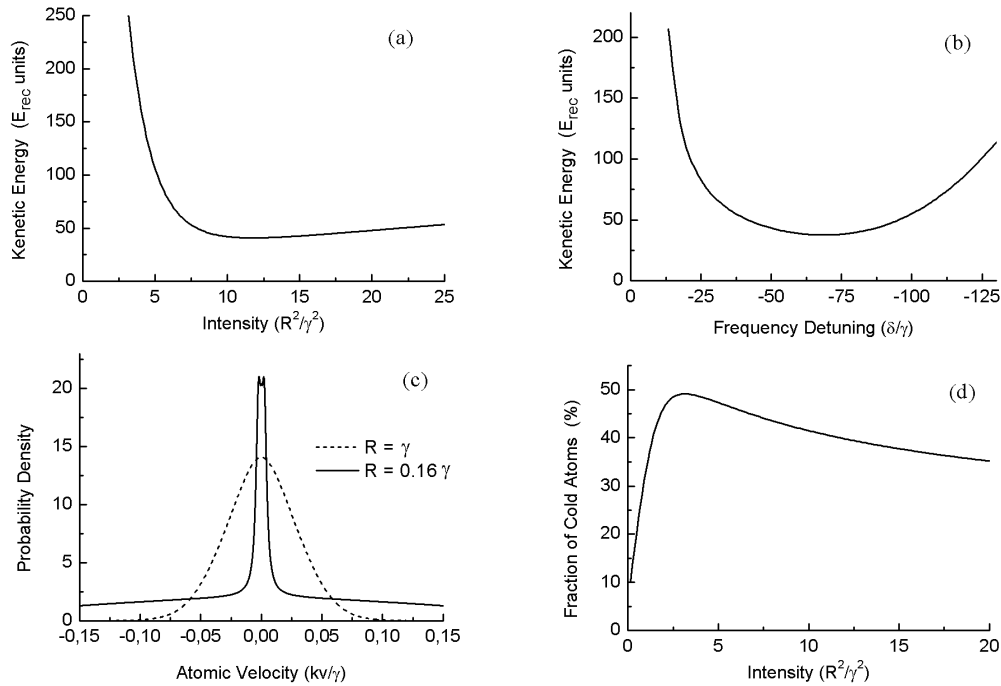 (a)
Kenetic Energy (E_rec units)
250
200
150
100
50
0
0 5 10 15 20 25
Intensity (R²/γ²)
(b)
Kenetic Energy (E_rec units)
200
150
100
50
0
0 -25 -50 -75 -100 -125
Frequency Detuning (δ/γ)
(c)
Probability Density
20
15
10
5
0
R = γ
R = 0.16 γ
-0,15 -0,10 -0,05 0,00 0,05 0,10 0,15
Atomic Velocity (kv/γ)
(d)
Fraction of Cold Atoms (%)
50
40
30
20
10
0
0 5 10 15 20
Intensity (R²/γ²)